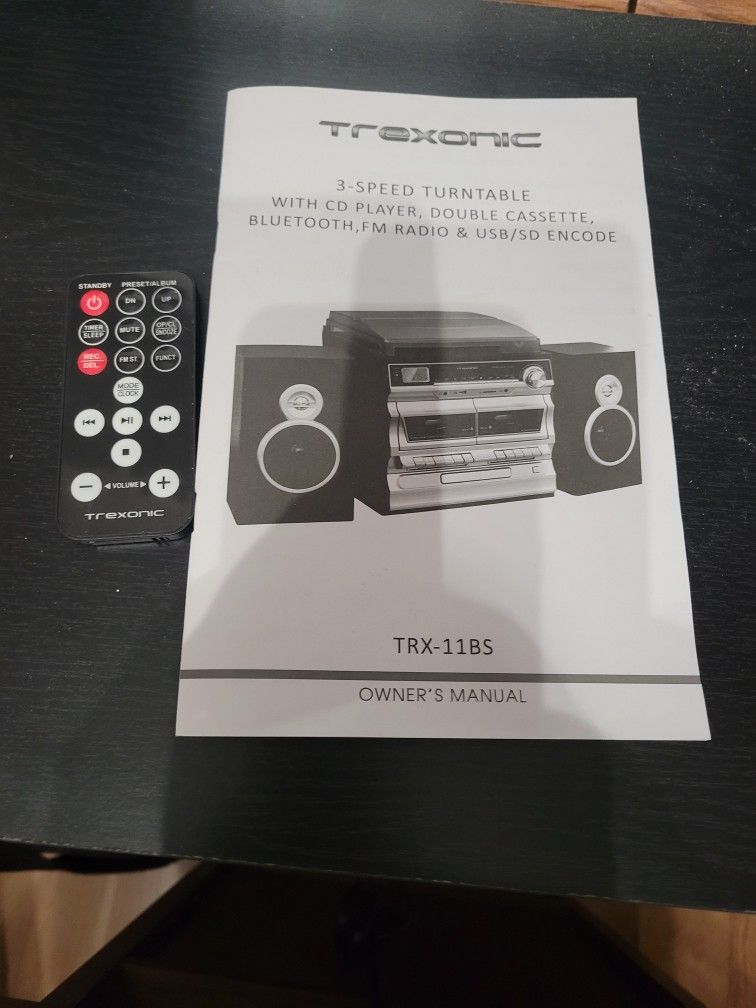 Trexonic
3-SPEED TURNTABLE
WITH CD PLAYER, DOUBLE CASSETTE,
BLUETOOTH,FM RADIO & USB/SD ENCODE
TRX-11BS
OWNER'S MANUAL
STANDBY PRESET/ALBUM
DN UP
TIMER
SLEEP
MUTE
OP/CL
SNOOZE
REC.
DEL.
FM ST.
FUNCT
MODE
CLOCK
VOLUME
Trexonic